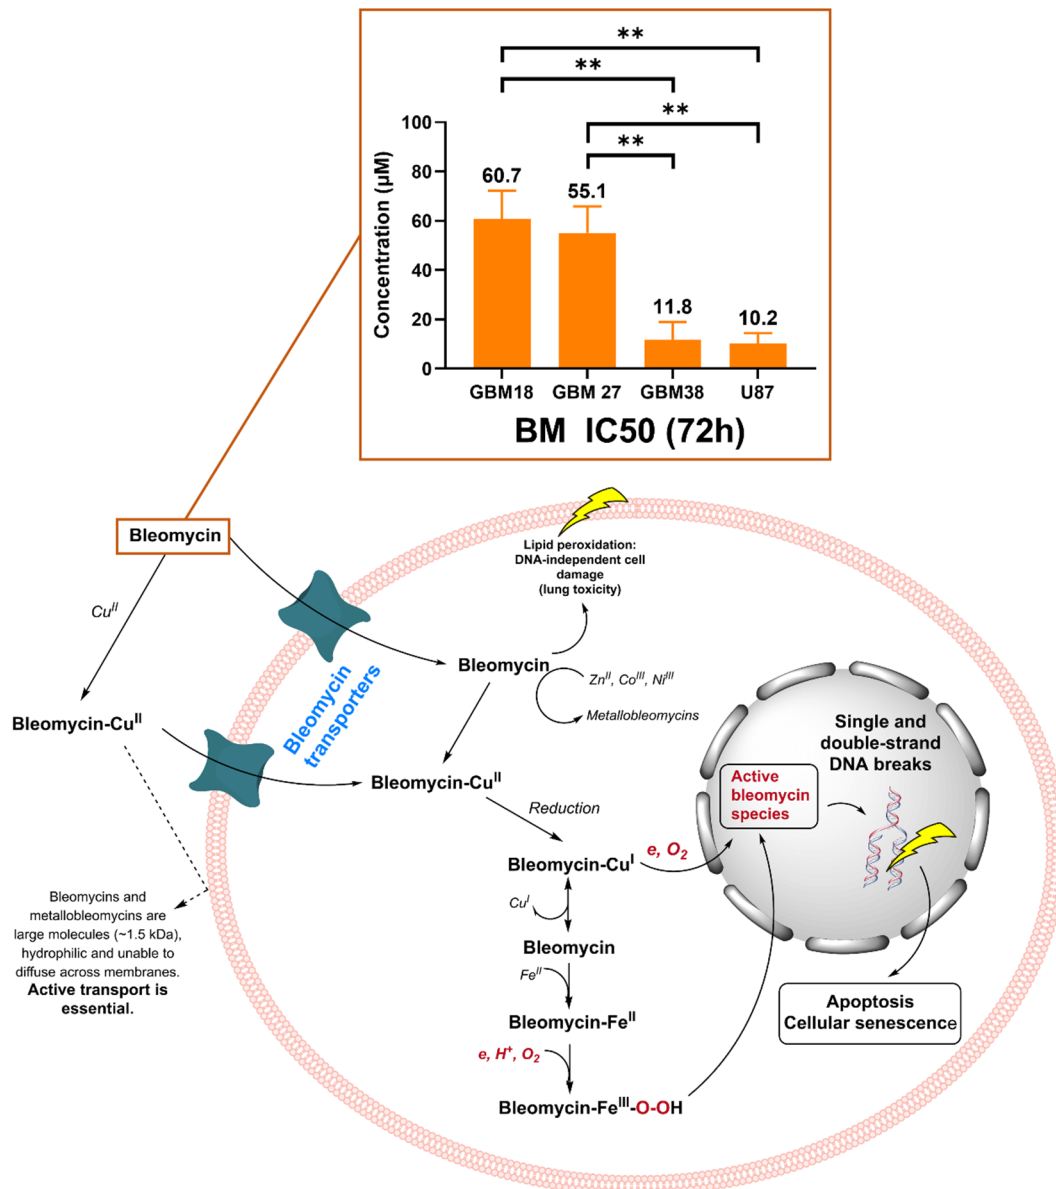 **
**
**
**
Concentration (µM)
100
80
60
40
20
0
60.7
55.1
11.8
10.2
GBM18 GBM 27 GBM38 U87
BM IC50 (72h)
Bleomycin
Cu^II
Bleomycin-Cu^II
Bleomycin
transporters
Lipid peroxidation:
DNA-independent cell
damage
(lung toxicity)
Bleomycin
Zn^II, Co^III, Ni^III
Metallobleomycins
Bleomycin-Cu^II
Reduction
Bleomycin-Cu^I
e, O₂
Cu^I
Bleomycin
Fe^II
Bleomycin-Fe^II
e, H⁺, O₂
Bleomycin-Fe^III-O-OH
Single and
double-strand
DNA breaks
Active
bleomycin
species
Apoptosis
Cellular senescence
Bleomycins and
metallobleomycins are
large molecules (~1.5 kDa),
hydrophilic and unable to
diffuse across membranes.
Active transport is
essential.